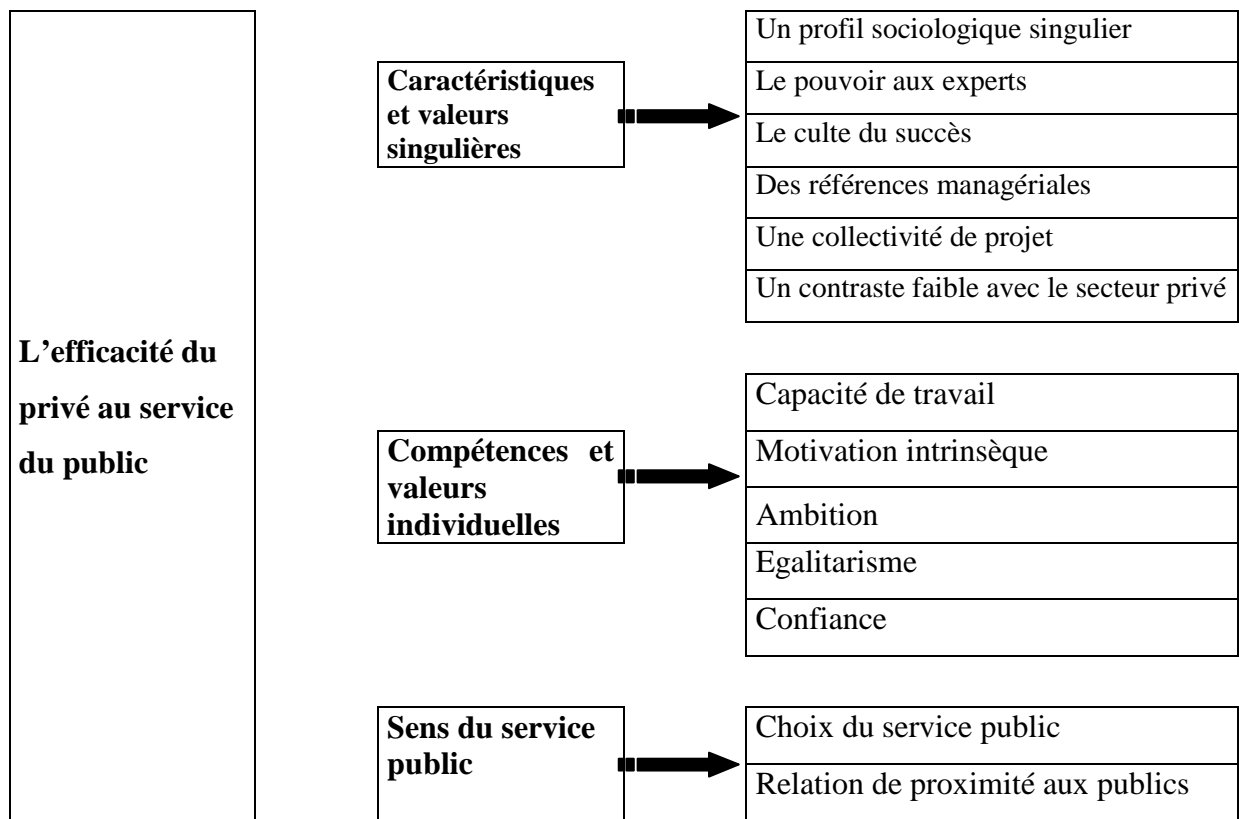 L’efficacité du
privé au service
du public
Caractéristiques
et valeurs
singulières
Un profil sociologique singulier
Le pouvoir aux experts
Le culte du succès
Des références managériales
Une collectivité de projet
Un contraste faible avec le secteur privé
Compétences et
valeurs
individuelles
Capacité de travail
Motivation intrinsèque
Ambition
Egalitarisme
Confiance
Sens du service
public
Choix du service public
Relation de proximité aux publics